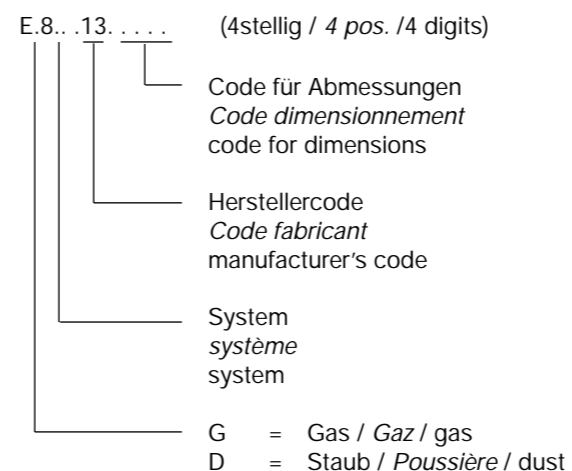 E.8.. .13. . . . . (4stellig / 4 pos. /4 digits)
Code für Abmessungen
Code dimensionnement
code for dimensions
Herstellercode
Code fabricant
manufacturer's code
System
système
system
G = Gas / Gaz / gas
D = Staub / Poussière / dust